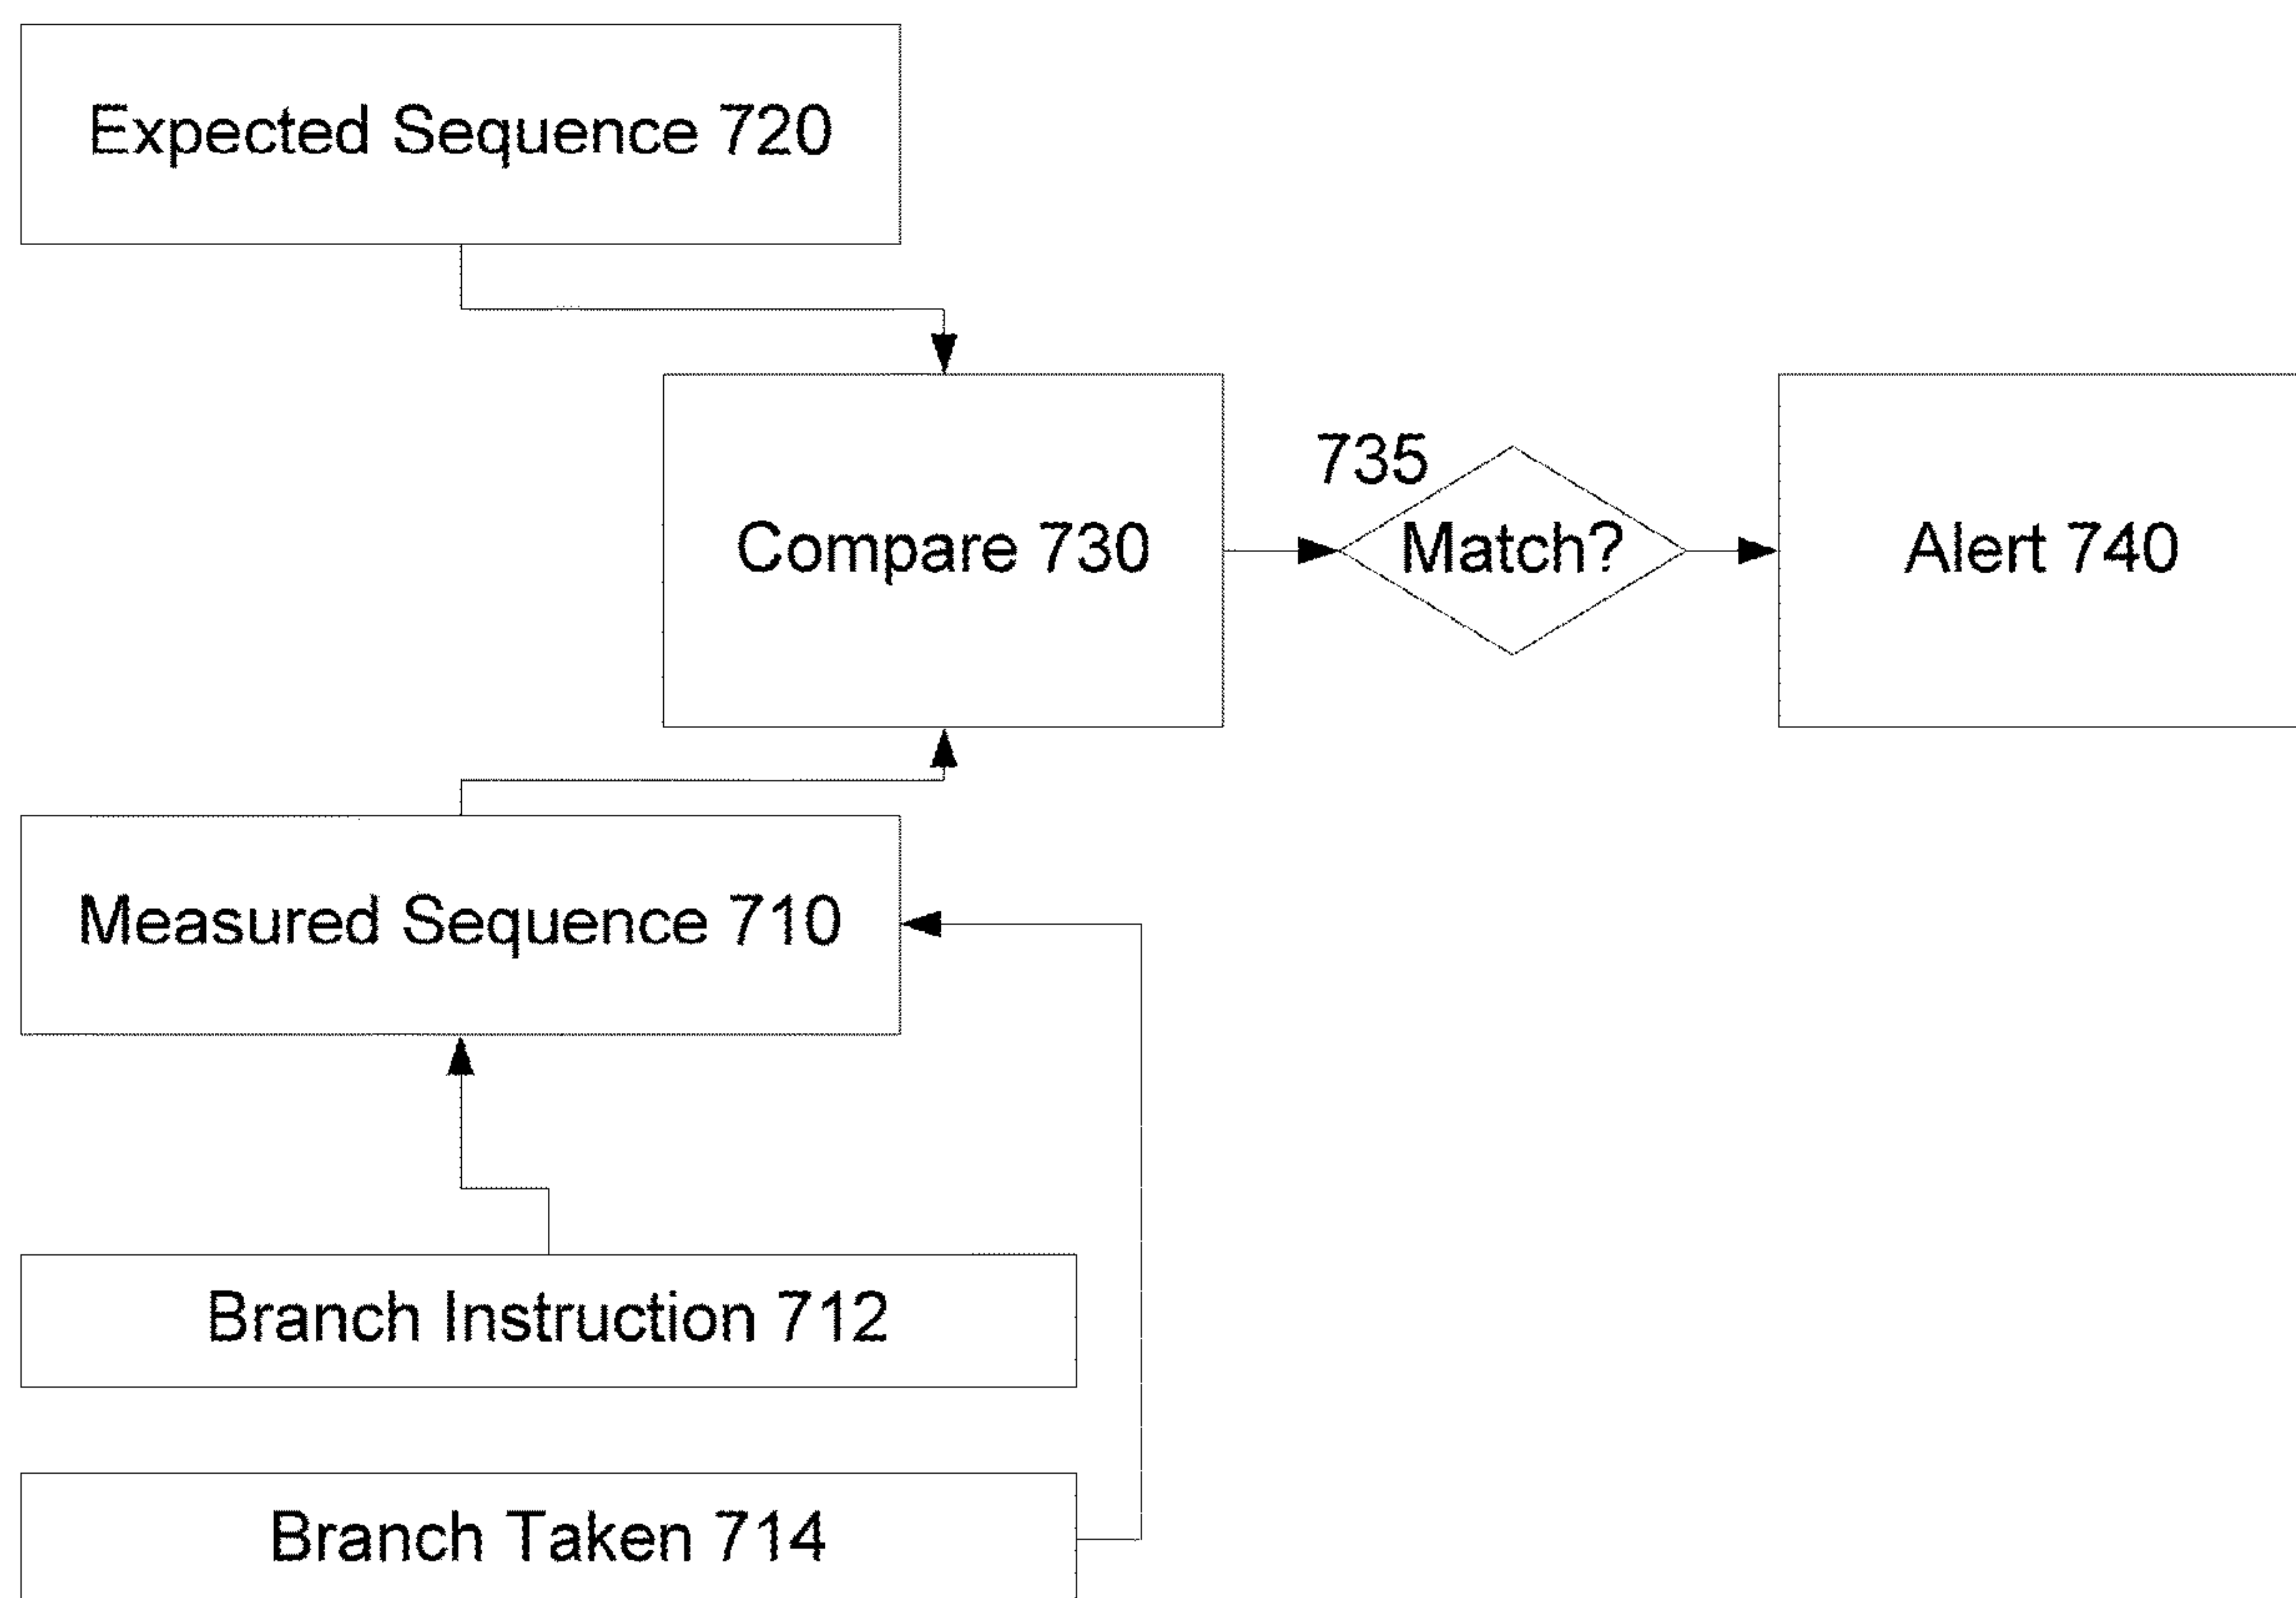 Expected Sequence 720
735
Compare 730
Match?
Alert 740
Measured Sequence 710
Branch Instruction 712
Branch Taken 714